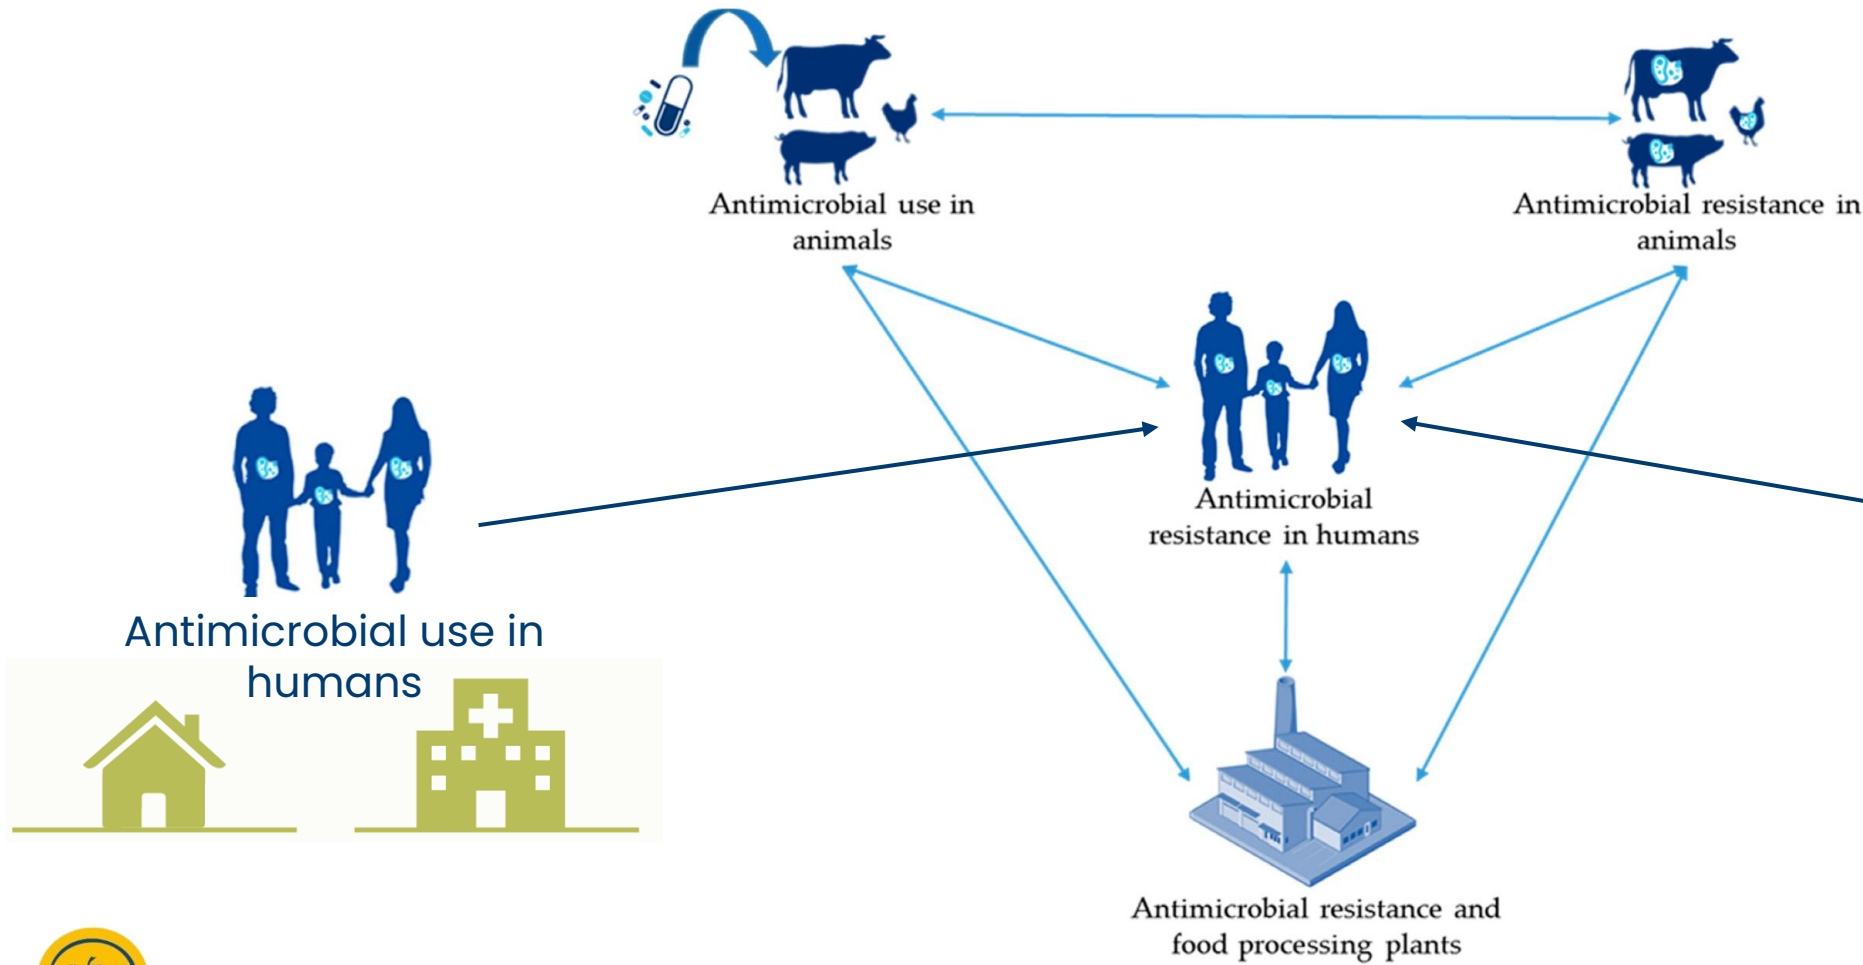 Antimicrobial use in
animals
Antimicrobial resistance in
animals
Antimicrobial
resistance in humans
Antimicrobial use in
humans
Antimicrobial resistance and
food processing plants